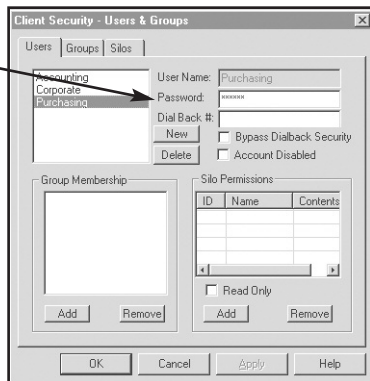 Client Security - Users & Groups
Users Groups Silos
Accounting
Corporate
Purchasing
User Name: Purchasing
Password: ******
Dial Back #:
New
Bypass Dialback Security
Delete
Account Disabled
Group Membership
Add Remove
Silo Permissions
ID Name Contents
Read Only
Add Remove
OK Cancel Apply Help